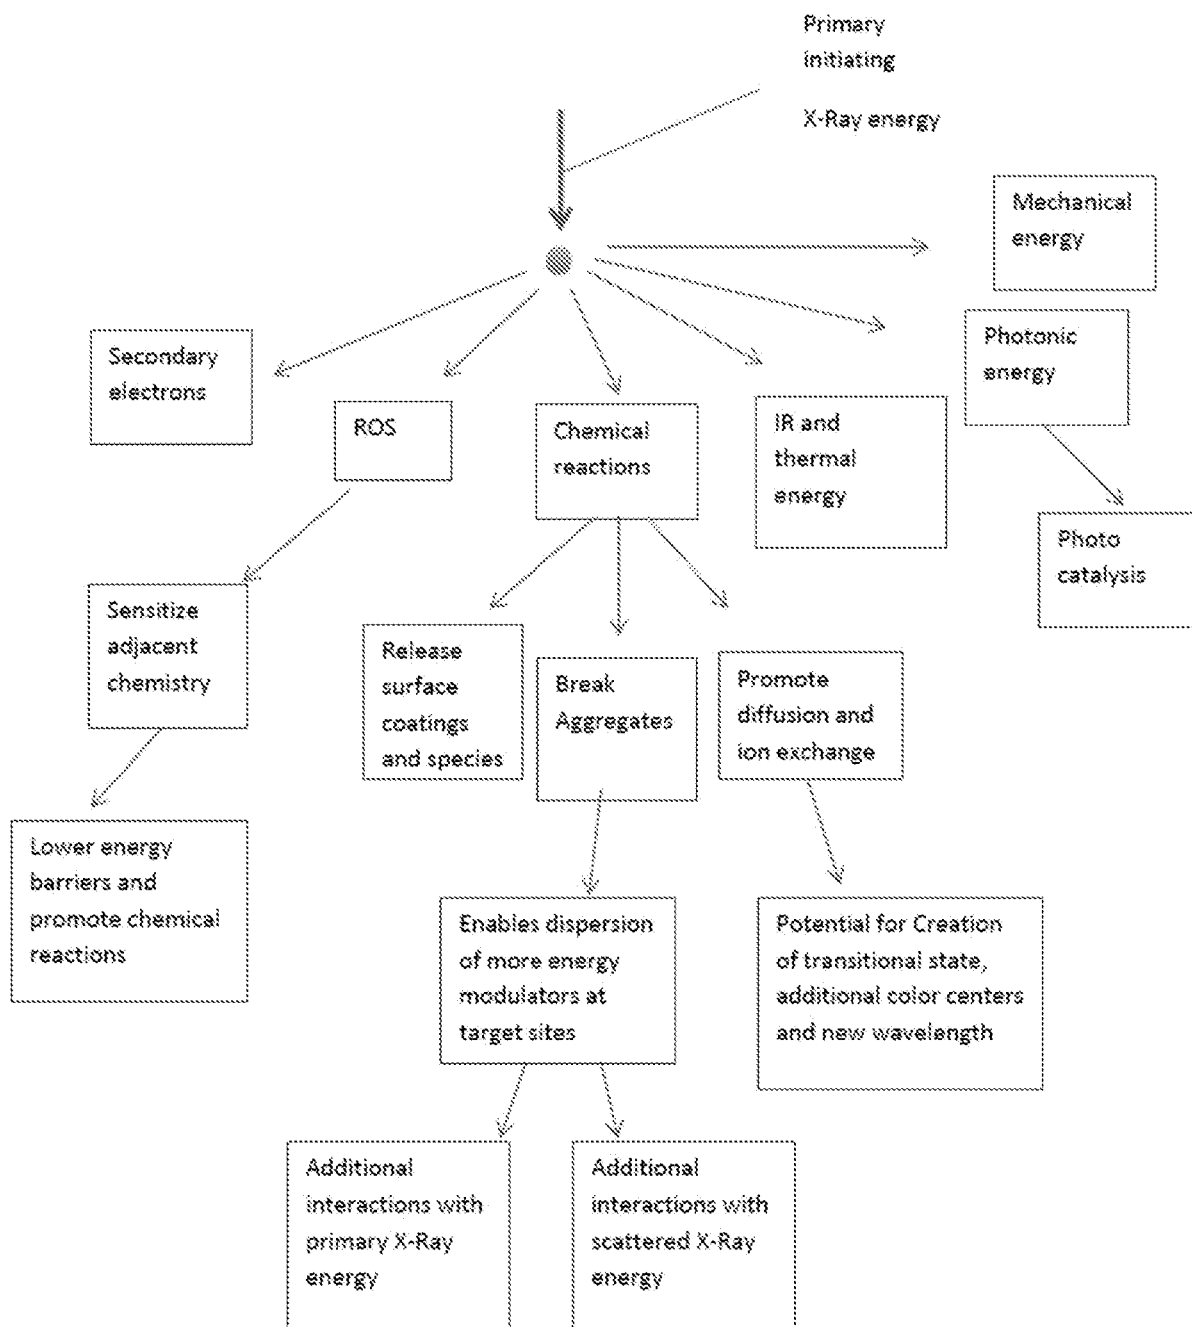 Primary
initiating
X-Ray energy
Mechanical
energy
Photonic
energy
Secondary
electrons
ROS
Chemical
reactions
IR and
thermal
energy
Photo
catalysis
Sensitize
adjacent
chemistry
Release
surface
coatings
and species
Break
Aggregates
Promote
diffusion and
ion exchange
Lower energy
barriers and
promote chemical
reactions
Enables dispersion
of more energy
modulators at
target sites
Potential for Creation
of transitional state,
additional color centers
and new wavelength
Additional
interactions with
primary X-Ray
energy
Additional
interactions with
scattered X-Ray
energy